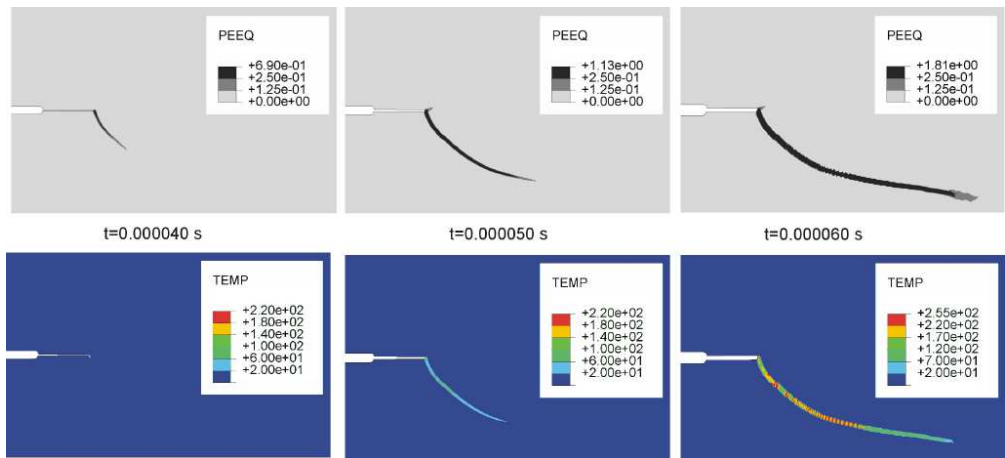 PEEQ
+6.90e-01
+2.50e-01
+1.25e-01
+0.00e+00
PEEQ
+1.13e+00
+2.50e-01
+1.25e-01
+0.00e+00
PEEQ
+1.81e+00
+2.50e-01
+1.25e-01
+0.00e+00
t=0.000040 s
t=0.000050 s
t=0.000060 s
TEMP
+2.20e+02
+1.80e+02
+1.40e+02
+1.00e+02
+6.00e+01
+2.00e+01
TEMP
+2.20e+02
+1.80e+02
+1.40e+02
+1.00e+02
+6.00e+01
+2.00e+01
TEMP
+2.55e+02
+2.20e+02
+1.70e+02
+1.20e+02
+7.00e+01
+2.00e+01